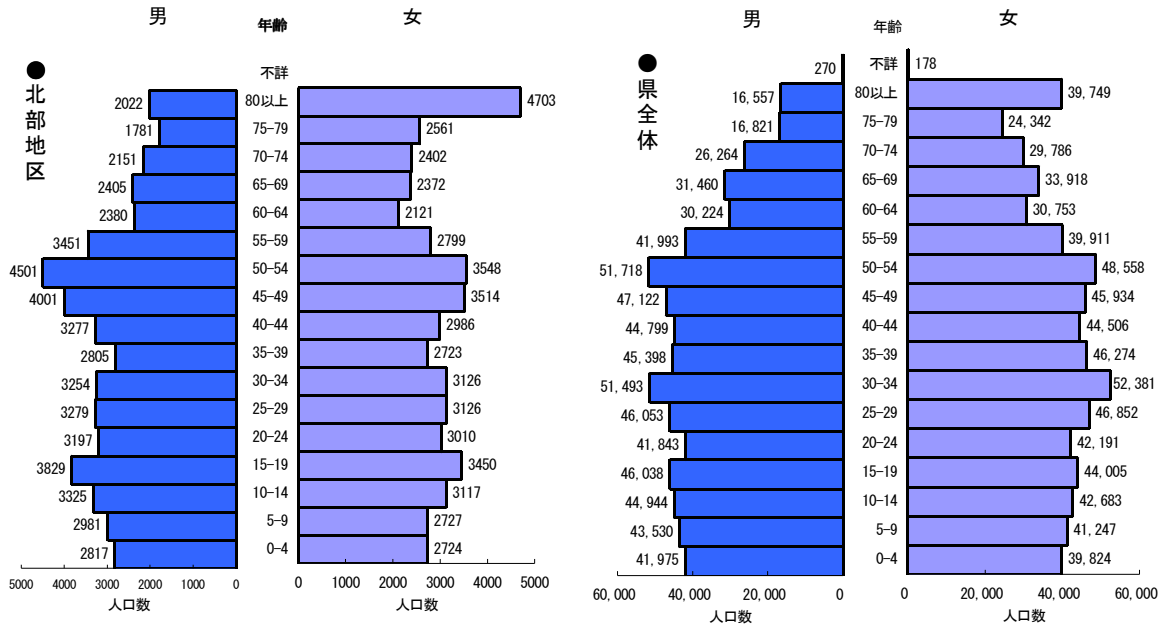 男 年齢 女
●北部地区
不詳
2022 80以上 4703
1781 75-79 2561
2151 70-74 2402
2405 65-69 2372
2380 60-64 2121
3451 55-59 2799
4501 50-54 3548
4001 45-49 3514
3277 40-44 2986
2805 35-39 2723
3254 30-34 3126
3279 25-29 3126
3197 20-24 3010
3829 15-19 3450
3325 10-14 3117
2981 5-9 2727
2817 0-4 2724
5000 4000 3000 2000 1000 0 0 1000 2000 3000 4000 5000
人口数 人口数
男 年齢 女
●県全体
270 不詳 178
16,557 80以上 39,749
16,821 75-79 24,342
26,264 70-74 29,786
31,460 65-69 33,918
30,224 60-64 30,753
41,993 55-59 39,911
51,718 50-54 48,558
47,122 45-49 45,934
44,799 40-44 44,506
45,398 35-39 46,274
51,493 30-34 52,381
46,053 25-29 46,852
41,843 20-24 42,191
46,038 15-19 44,005
44,944 10-14 42,683
43,530 5-9 41,247
41,975 0-4 39,824
60,000 40,000 20,000 0 0 20,000 40,000 60,000
人口数 人口数